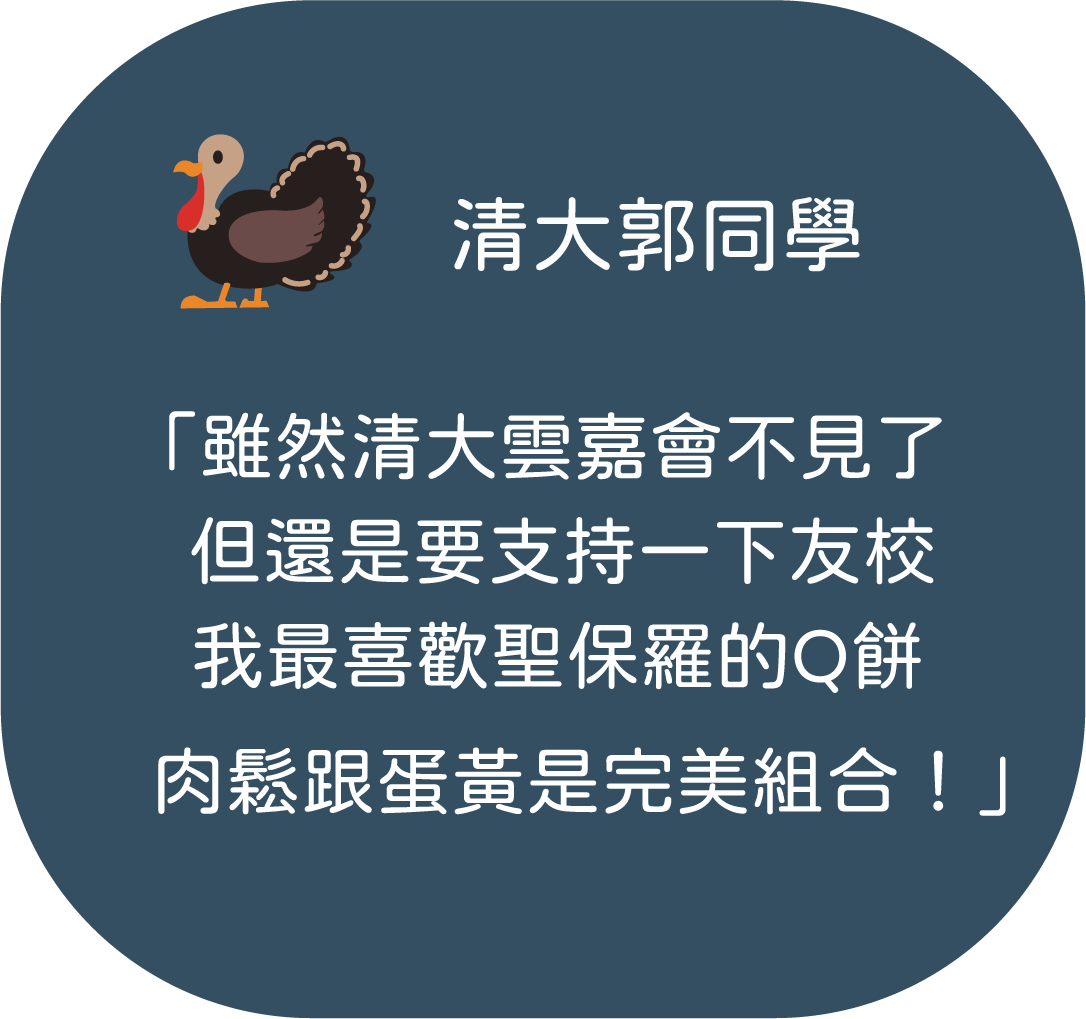 清大郭同學
「雖然清大雲嘉會不見了
但還是要支持一下友校
我最喜歡聖保羅的Q餅
肉鬆跟蛋黃是完美組合！」